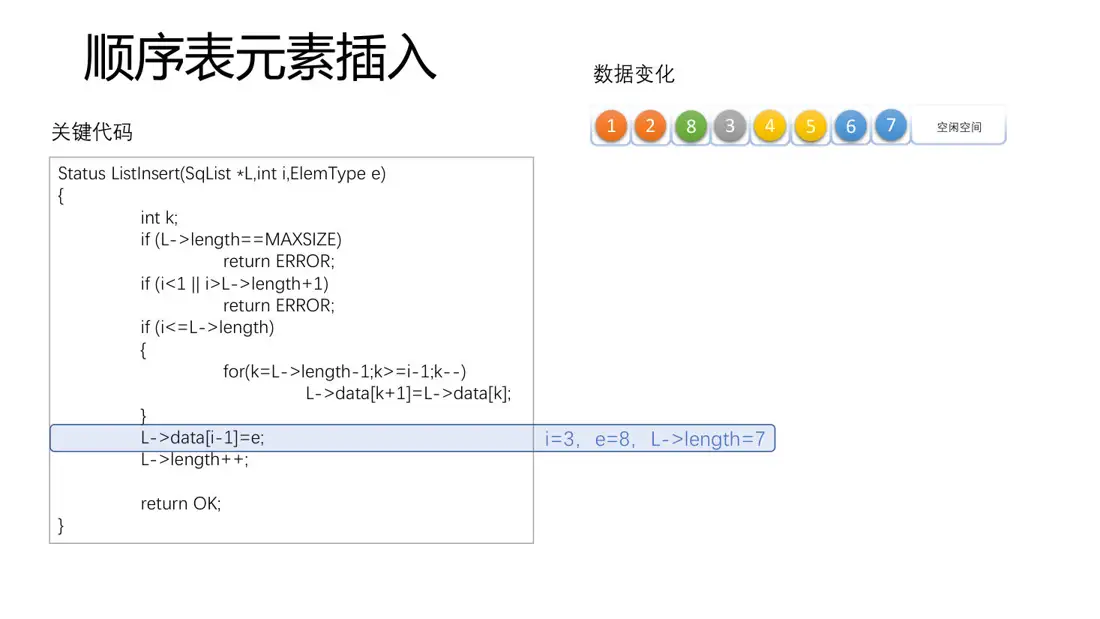 顺序表元素插入
数据变化
1 2 8 3 4 5 6 7 空闲空间
关键代码
Status ListInsert(SqList *L,int i,ElemType e)
{
int k;
if (L->length==MAXSIZE)
return ERROR;
if (i<1 || i>L->length+1)
return ERROR;
if (i<=L->length)
{
for(k=L->length-1;k>=i-1;k--)
L->data[k+1]=L->data[k];
}
L->data[i-1]=e; i=3，e=8，L->length=7
L->length++;
return OK;
}